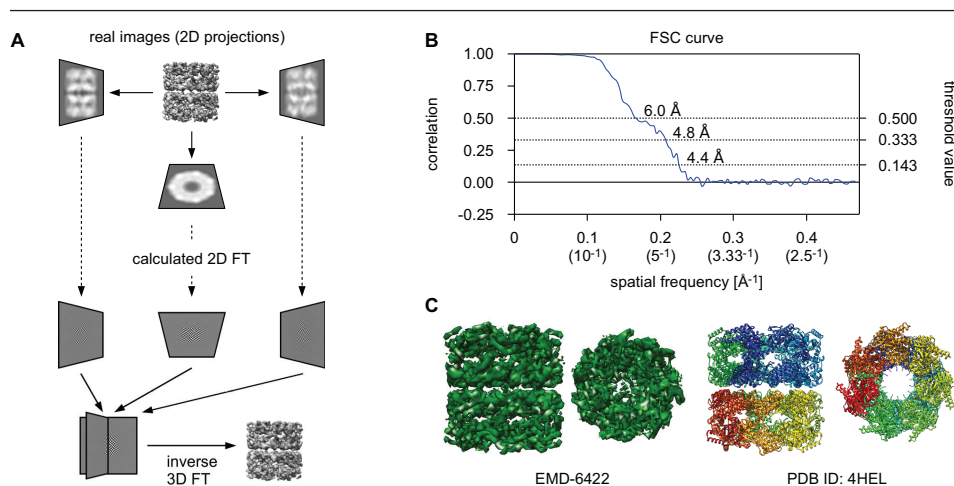 A
real images (2D projections)
calculated 2D FT
inverse
3D FT
B
FSC curve
correlation
1.00
0.75
0.50
0.25
0.00
-0.25
6.0 Å
4.8 Å
4.4 Å
0.500
0.333
0.143
threshold value
0 0.1 0.2 0.3 0.4
(10⁻¹) (5⁻¹) (3.33⁻¹) (2.5⁻¹)
spatial frequency [Å⁻¹]
C
EMD-6422 PDB ID: 4HEL